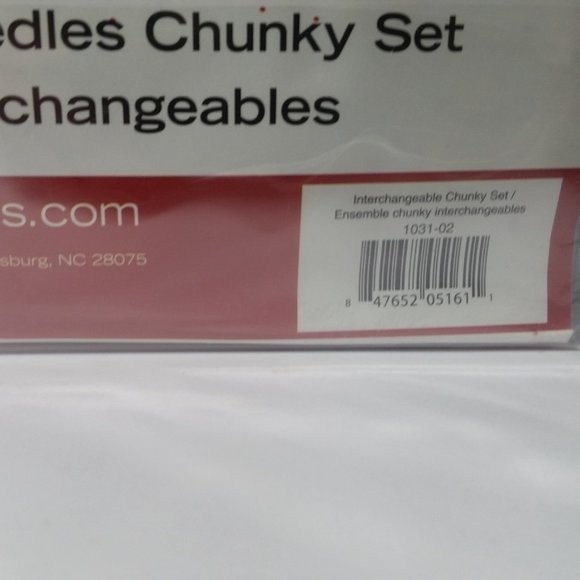 edles Chunky Set
changeables
s.com
sburg, NC 28075
Interchangeable Chunky Set /
Ensemble chunky interchangeables
1031-02
8 47652 05161 1